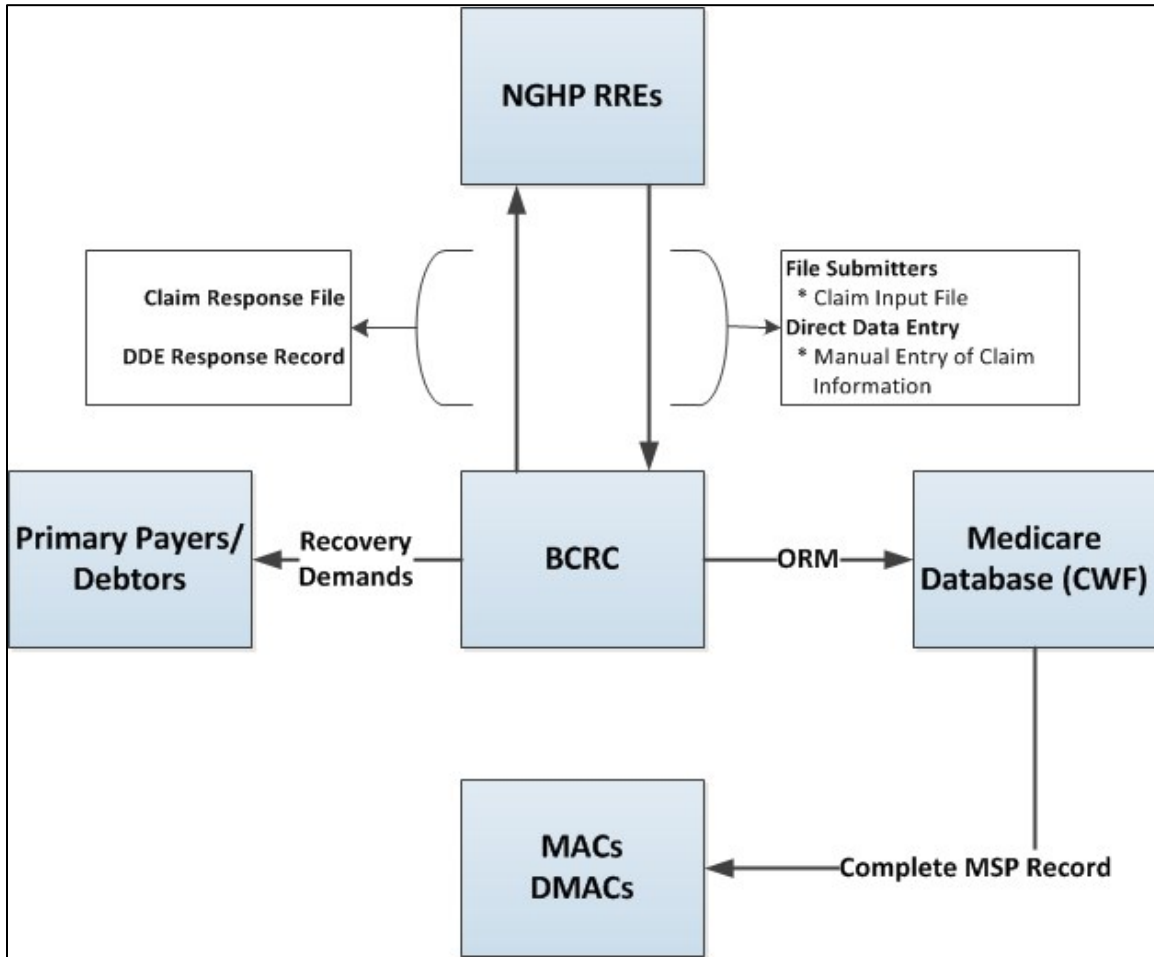 NGHP RREs
Claim Response File
DDE Response Record
File Submitters
* Claim Input File
Direct Data Entry
* Manual Entry of Claim
Information
Primary Payers/
Debtors
Recovery
Demands
BCRC
ORM
Medicare
Database (CWF)
MACs
DMACs
Complete MSP Record